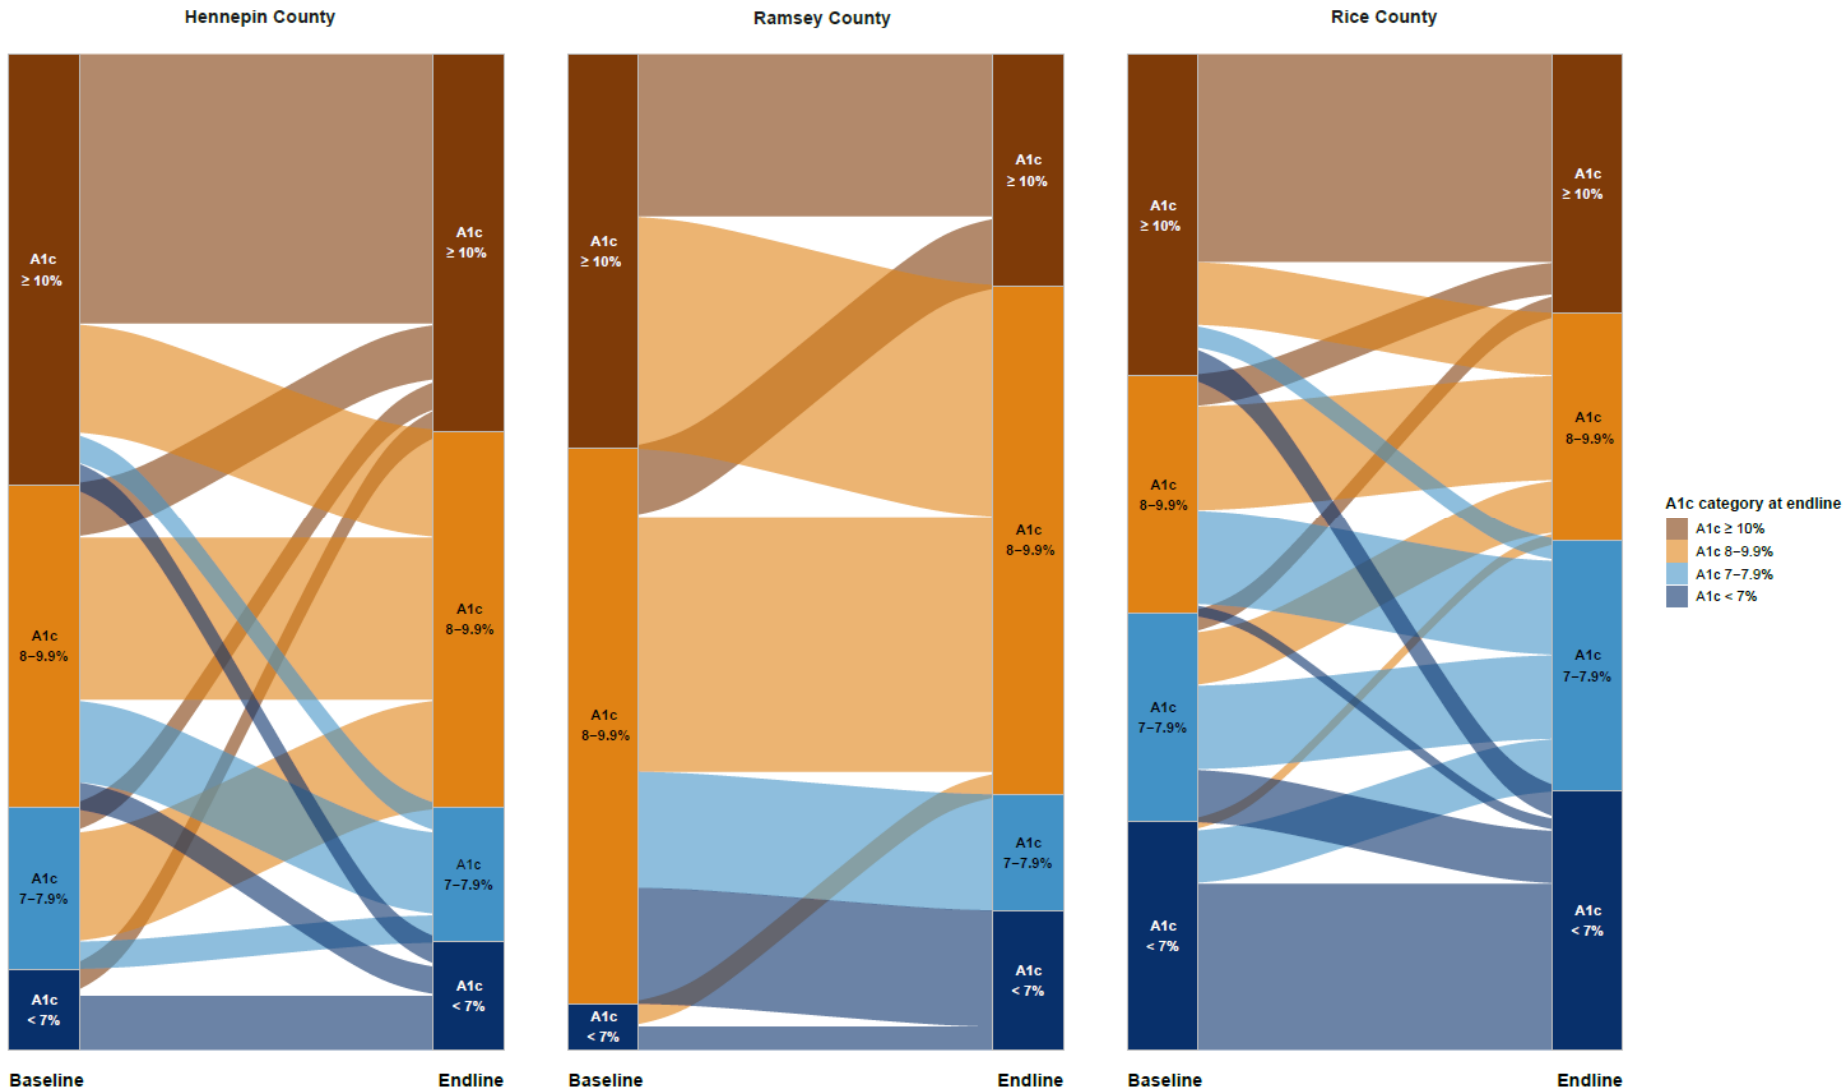 Hennepin County
A1c
≥ 10%
A1c
8–9.9%
A1c
7–7.9%
A1c
< 7%
A1c
≥ 10%
A1c
8–9.9%
A1c
7–7.9%
A1c
< 7%
Baseline
Endline
Ramsey County
A1c
≥ 10%
A1c
8–9.9%
A1c
< 7%
A1c
≥ 10%
A1c
8–9.9%
A1c
7–7.9%
A1c
< 7%
Baseline
Endline
Rice County
A1c
≥ 10%
A1c
8–9.9%
A1c
7–7.9%
A1c
< 7%
A1c
≥ 10%
A1c
8–9.9%
A1c
7–7.9%
A1c
< 7%
Baseline
Endline
A1c category at endline
A1c ≥ 10%
A1c 8–9.9%
A1c 7–7.9%
A1c < 7%